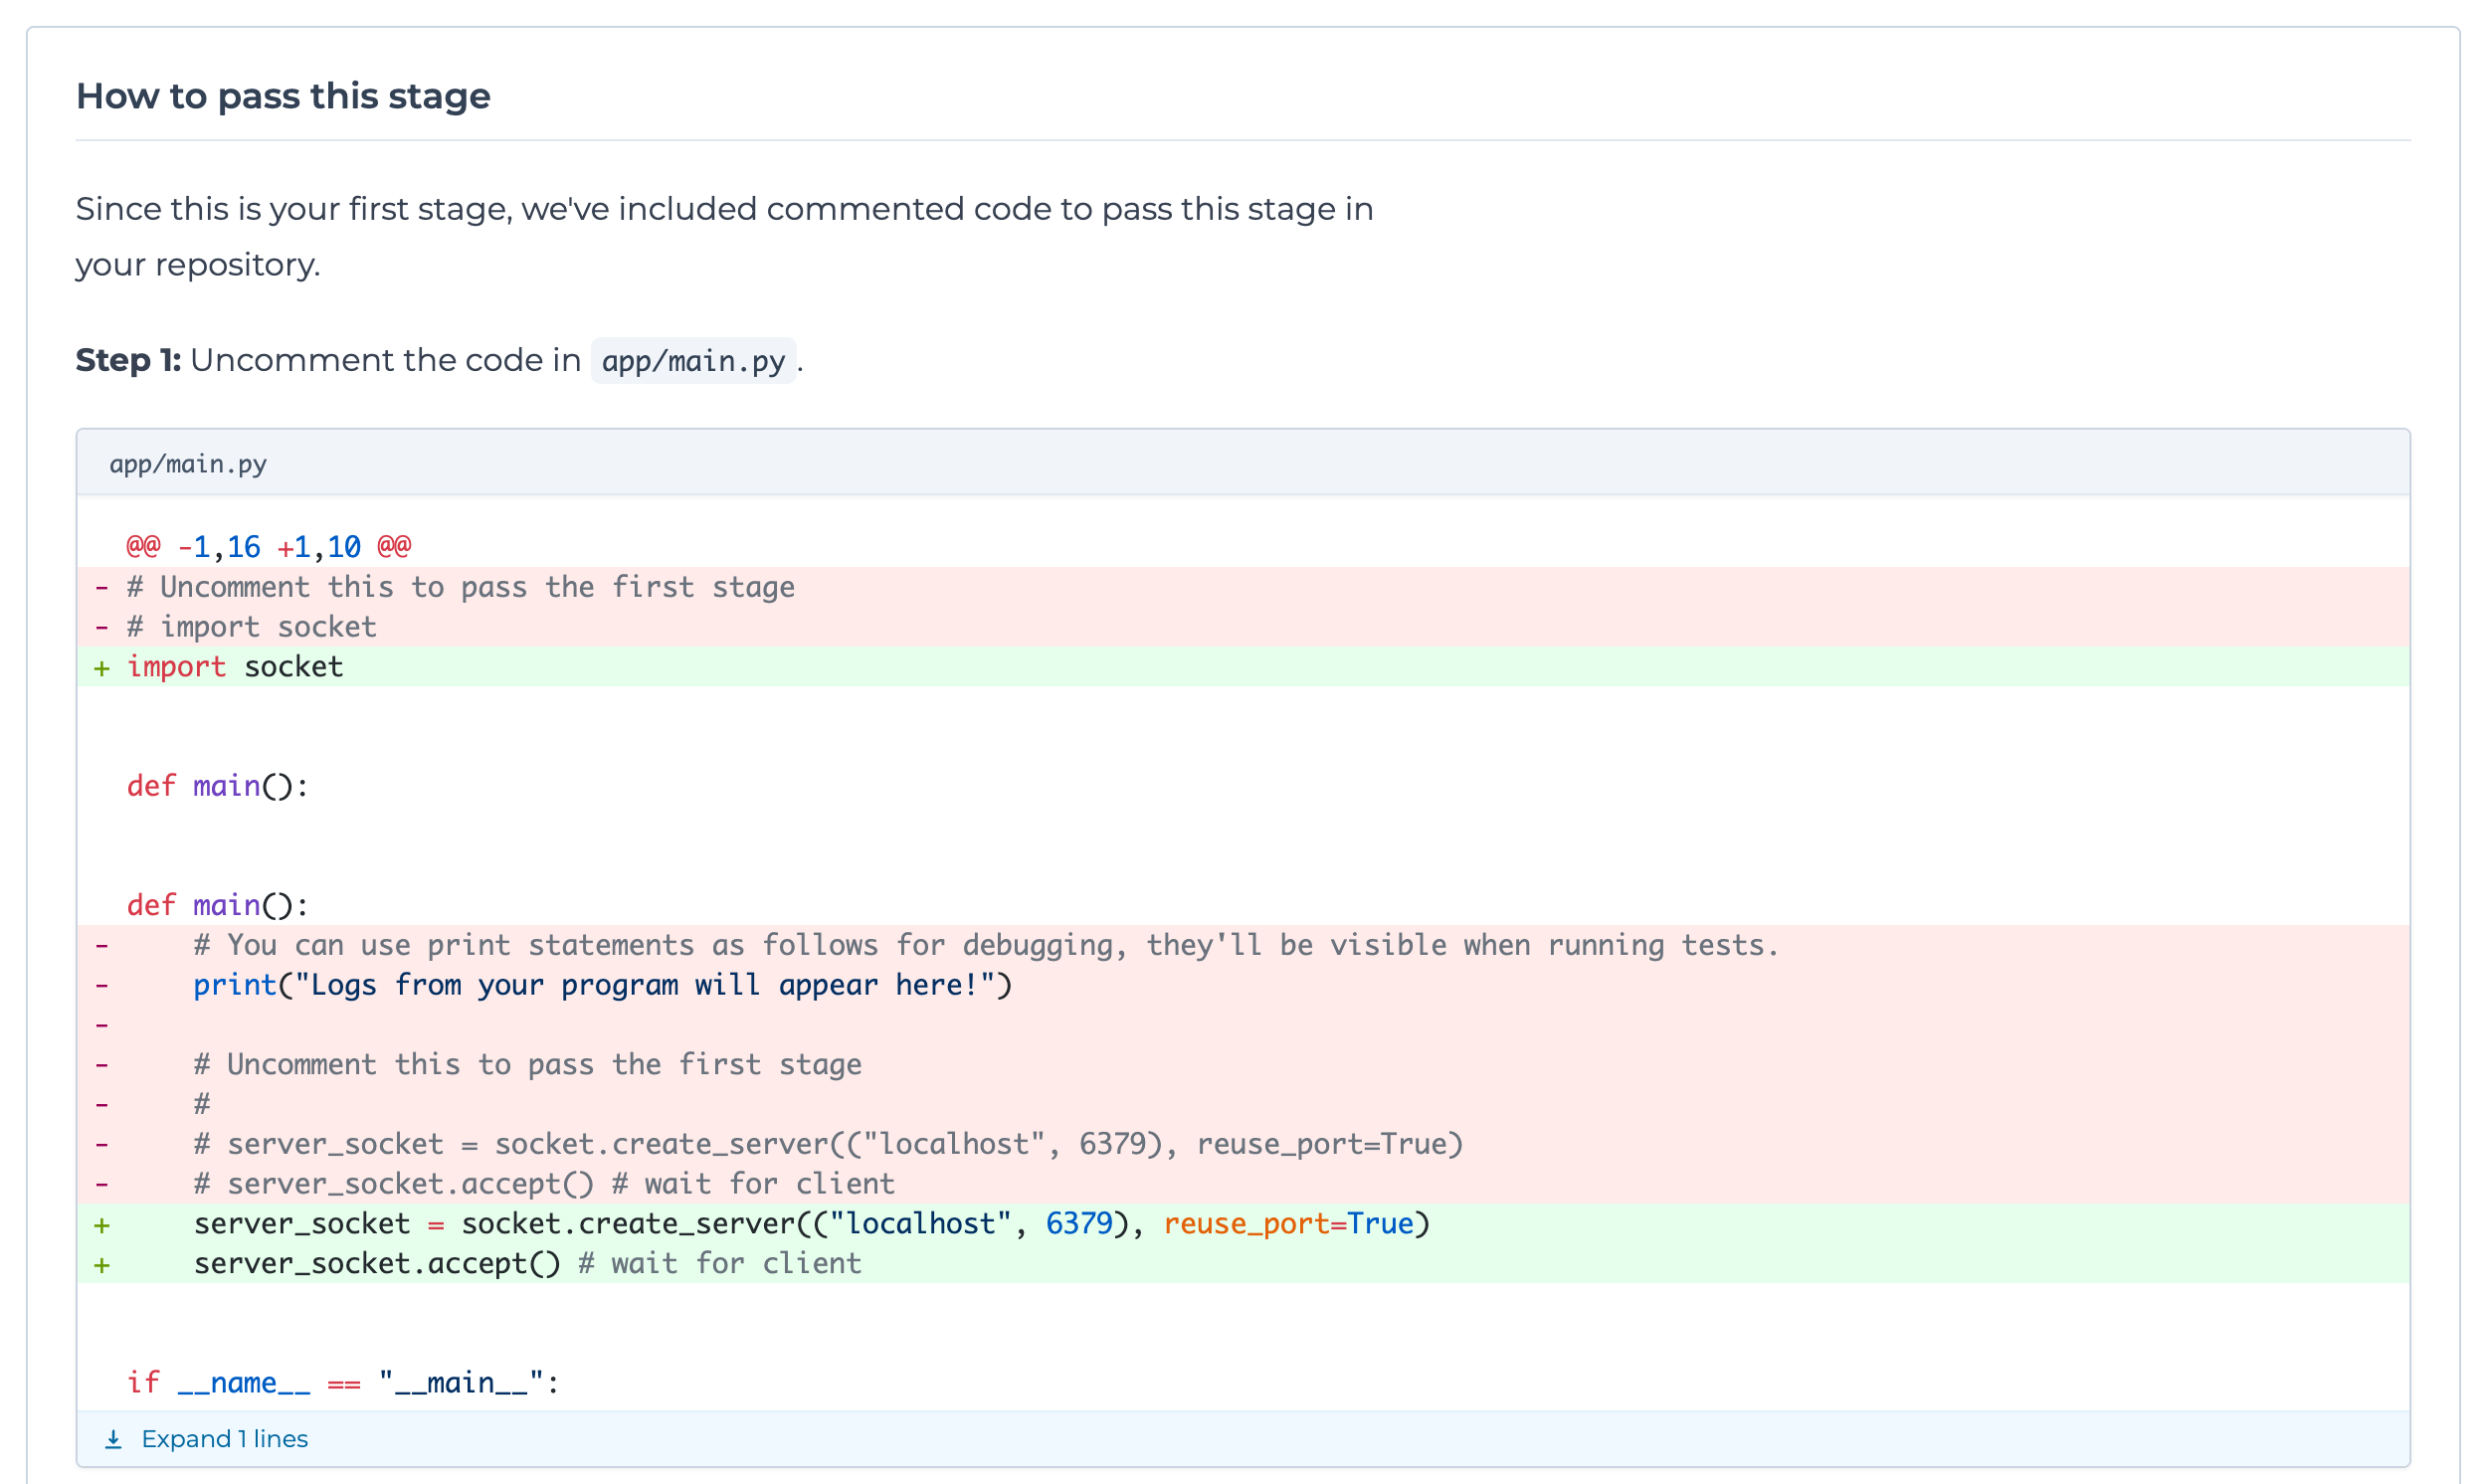 How to pass this stage
Since this is your first stage, we've included commented code to pass this stage in
your repository.
Step 1: Uncomment the code in app/main.py.
app/main.py
@@ -1,16 +1,10 @@
- # Uncomment this to pass the first stage
- # import socket
+ import socket
def main():
def main():
-     # You can use print statements as follows for debugging, they'll be visible when running tests.
-     print("Logs from your program will appear here!")
-
-     # Uncomment this to pass the first stage
-     #
-     # server_socket = socket.create_server(("localhost", 6379), reuse_port=True)
-     # server_socket.accept() # wait for client
+     server_socket = socket.create_server(("localhost", 6379), reuse_port=True)
+     server_socket.accept() # wait for client
if __name__ == "__main__":
Expand 1 lines